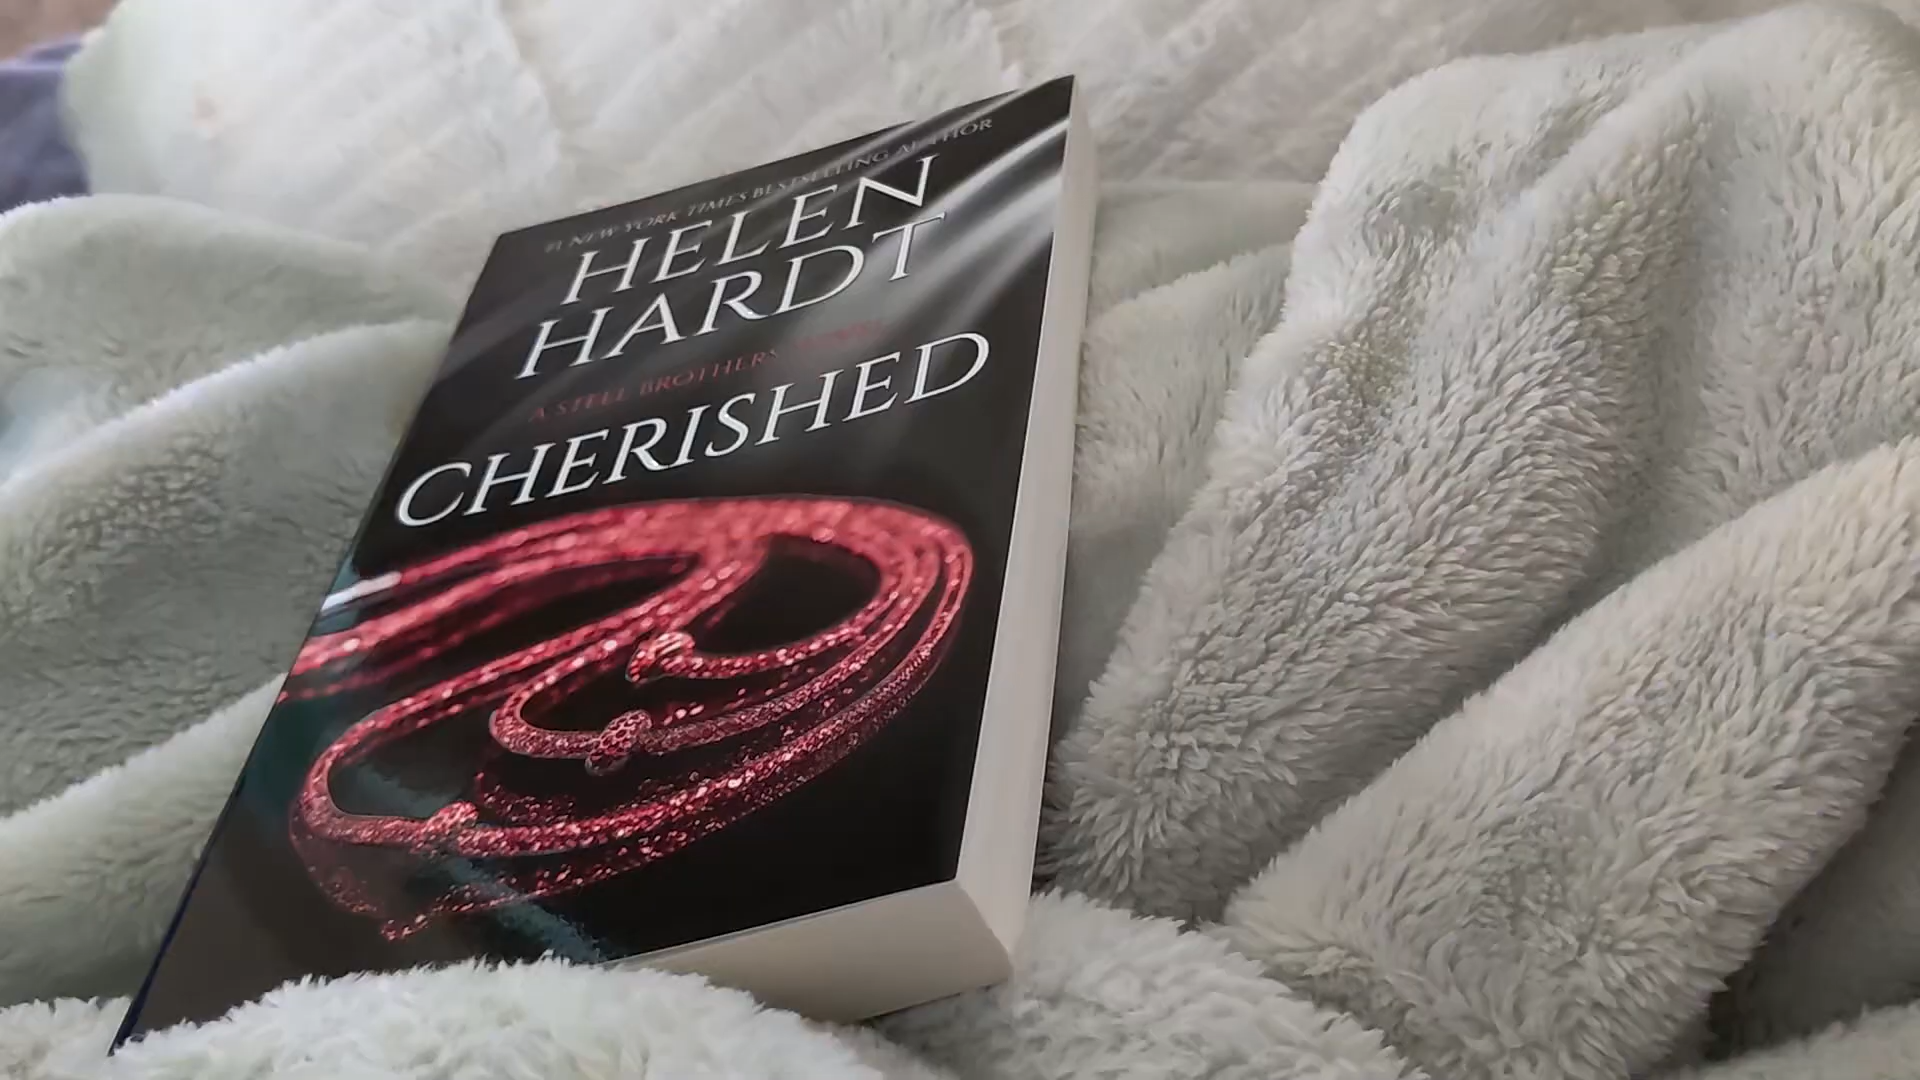 #1 NEW YORK TIMES BESTSELLING AUTHOR
HELEN
HARDT
A STEEL BROTHERS
CHERISHED